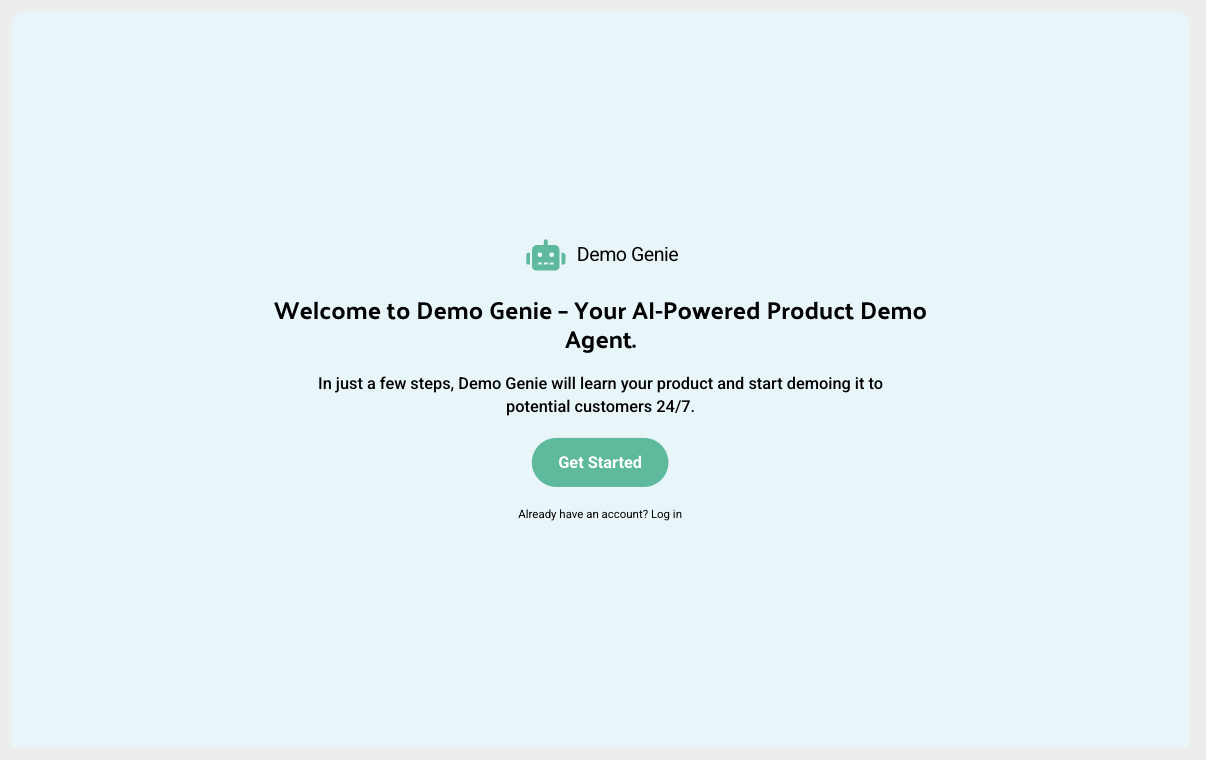 Demo Genie
Welcome to Demo Genie – Your AI-Powered Product Demo
Agent.
In just a few steps, Demo Genie will learn your product and start demoing it to
potential customers 24/7.
Get Started
Already have an account? Log in